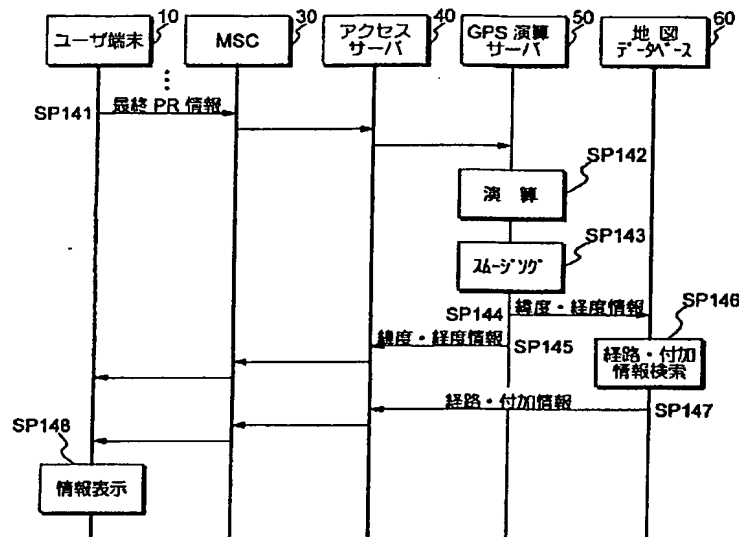 10
30
40
50
60
ユーザ端末
MSC
アクセス
サーバ
GPS 演算
サーバ
地 図
データベース
SP141
最終 PR 情報
SP142
演 算
SP143
スムージング
SP144
緯度・経度情報
SP146
緯度・経度情報
SP145
経路・付加
情報検索
経路・付加情報
SP147
SP148
情報表示